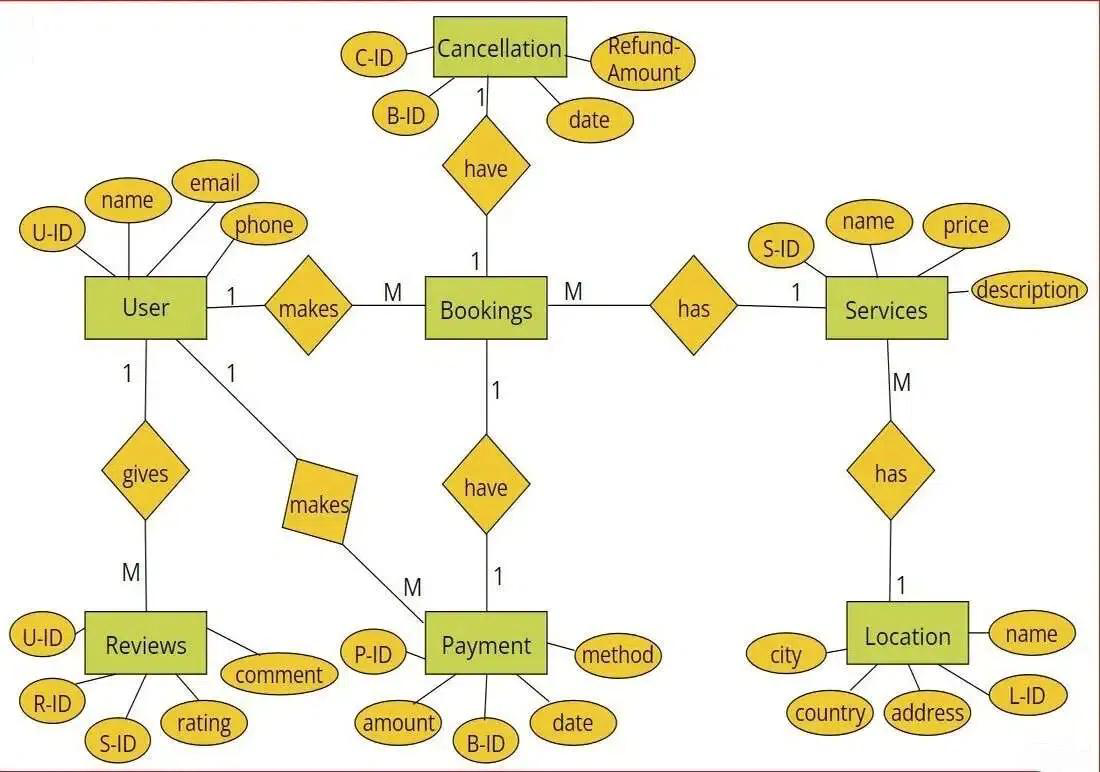 Cancellation
C-ID
Refund-
Amount
B-ID
date
1
have
1
U-ID
name
email
phone
User
1
makes
M
Bookings
M
has
1
Services
S-ID
name
price
description
1
1
1
M
gives
makes
have
has
M
M
1
1
U-ID
Reviews
comment
R-ID
S-ID
rating
P-ID
Payment
method
amount
B-ID
date
city
Location
name
country
address
L-ID